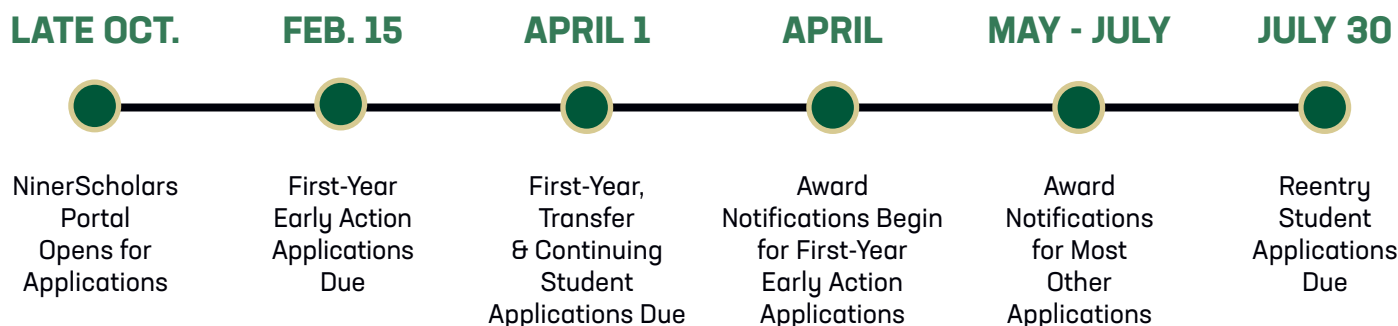 LATE OCT.
NinerScholars
Portal
Opens for
Applications
FEB. 15
First-Year
Early Action
Applications
Due
APRIL 1
First-Year,
Transfer
& Continuing
Student
Applications Due
APRIL
Award
Notifications Begin
for First-Year
Early Action
Applications
MAY - JULY
Award
Notifications
for Most
Other
Applications
JULY 30
Reentry
Student
Applications
Due